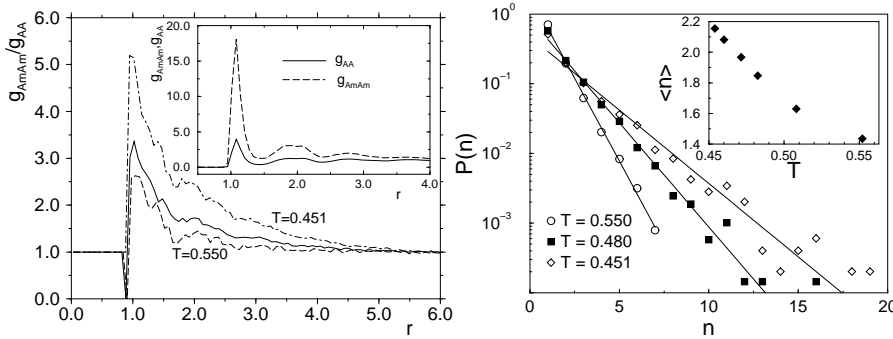 g_AmAm/g_AA
6.0
5.0
4.0
3.0
2.0
1.0
0.0
0.0 1.0 2.0 3.0 4.0 5.0 6.0
r
T=0.451
T=0.550
g_AmAm,g_AA
20.0
15.0
10.0
5.0
0.0
0.0 1.0 2.0 3.0 4.0
r
g_AA
g_AmAm
P(n)
10^0
10^-1
10^-2
10^-3
0 5 10 15 20
n
T = 0.550
T = 0.480
T = 0.451
<n>
2.2
2.0
1.8
1.6
1.4
0.45 0.50 0.55
T